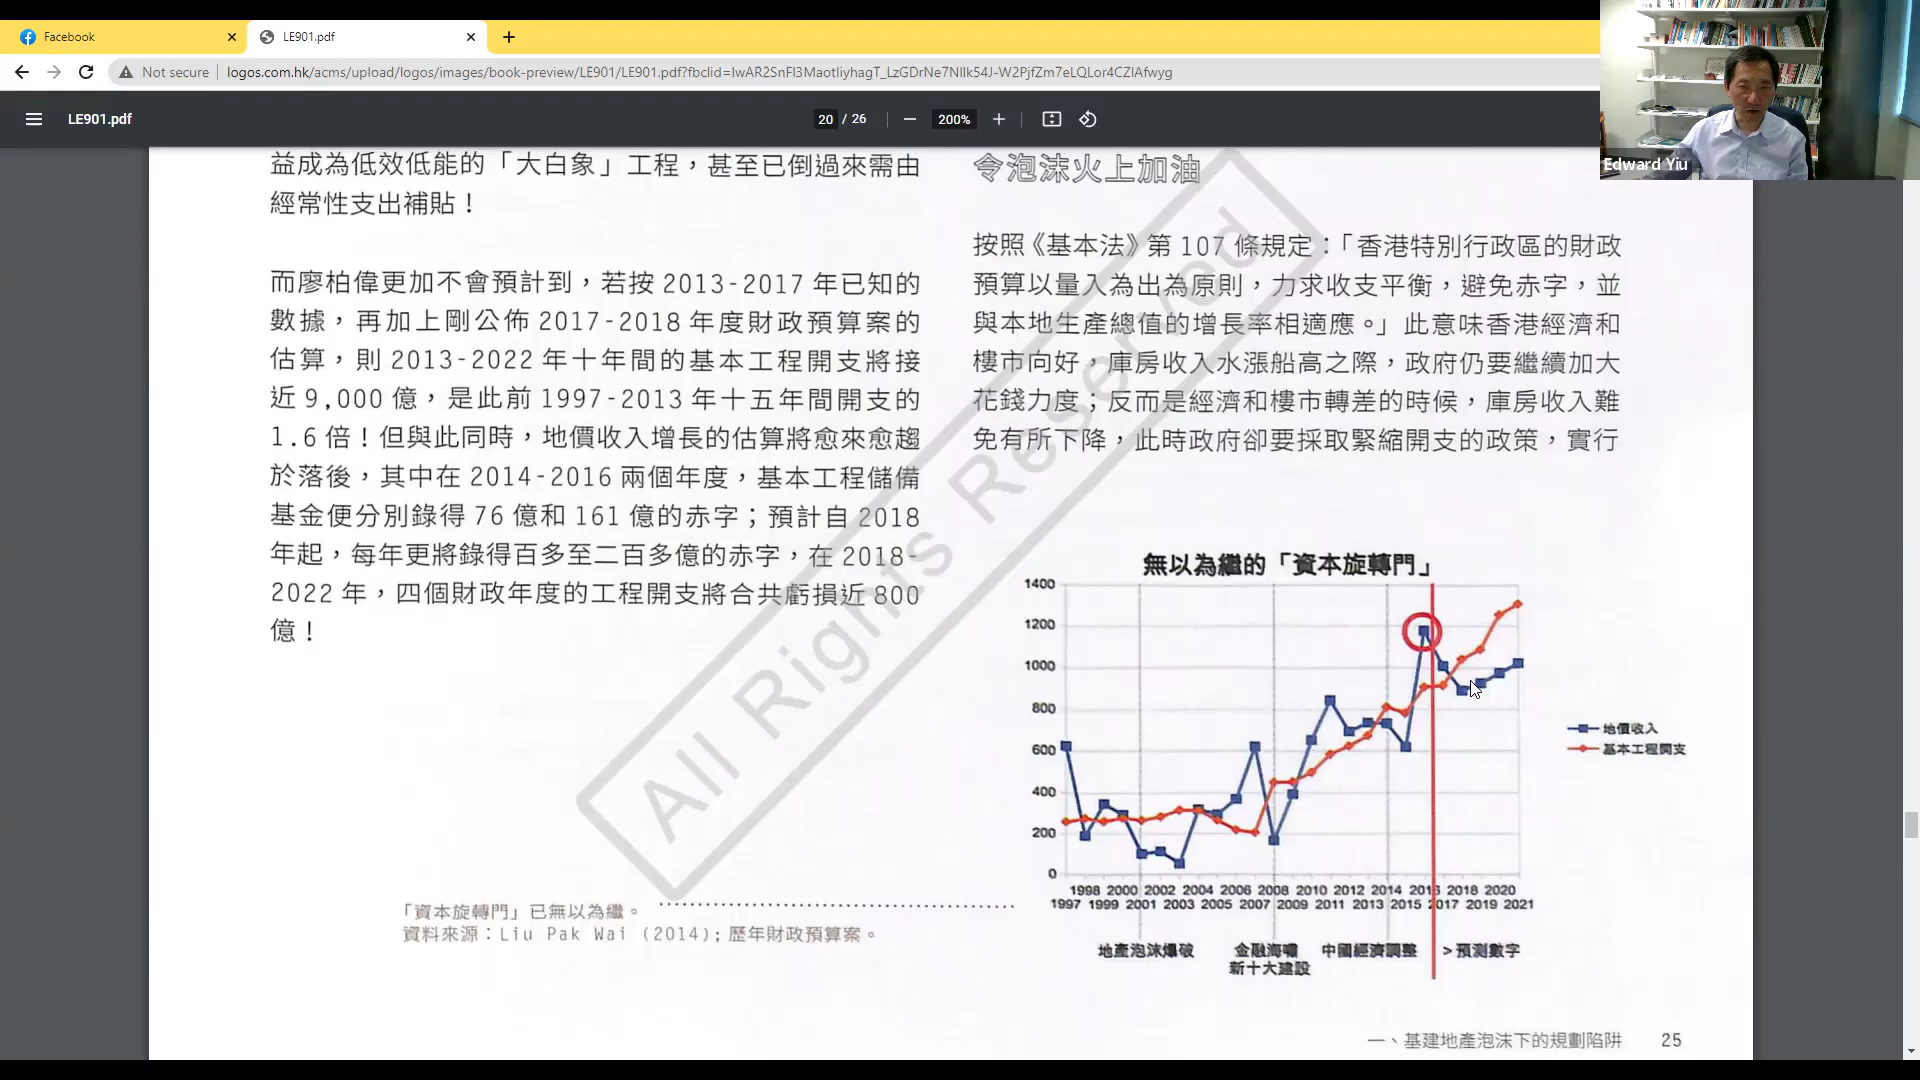 Facebook
LE901.pdf
Not secure
logos.com.hk/acms/upload/logos/images/book-preview/LE901/LE901.pdf?fbclid=IwAR2SnFl3MaotIiyhagT_LzGDrNe7NIIk54J-W2PjfZm7eLQLor4CZIAfwyg
LE901.pdf
20 / 26
200%
Edward Yiu
益成為低效低能的「大白象」工程，甚至已倒過來需由
經常性支出補貼！
而廖柏偉更加不會預計到，若按 2013-2017 年已知的
數據，再加上剛公佈 2017-2018 年度財政預算案的
估算，則 2013-2022 年十年間的基本工程開支將接
近 9,000 億，是此前 1997-2013 年十五年間開支的
1.6 倍！但與此同時，地價收入增長的估算將愈來愈趨
於落後，其中在 2014-2016 兩個年度，基本工程儲備
基金便分別錄得 76 億和 161 億的赤字；預計自 2018
年起，每年更將錄得百多至二百多億的赤字，在 2018-
2022 年，四個財政年度的工程開支將合共虧損近 800
億！
令泡沫火上加油
按照《基本法》第 107 條規定：「香港特別行政區的財政
預算以量入為出為原則，力求收支平衡，避免赤字，並
與本地生產總值的增長率相適應。」此意味香港經濟和
樓市向好，庫房收入水漲船高之際，政府仍要繼續加大
花錢力度；反而是經濟和樓市轉差的時候，庫房收入難
免有所下降，此時政府卻要採取緊縮開支的政策，實行
All Rights Reserved
無以為繼的「資本旋轉門」
1400
1200
1000
800
600
400
200
0
1998 2000 2002 2004 2006 2008 2010 2012 2014 2016 2018 2020
1997 1999 2001 2003 2005 2007 2009 2011 2013 2015 2017 2019 2021
地價收入
基本工程開支
地產泡沫爆破
金融海嘯
新十大建設
中國經濟調整
>預測數字
「資本旋轉門」已無以為繼。
資料來源：Liu Pak Wai (2014)；歷年財政預算案。
一、基建地產泡沫下的規劃陷阱 25